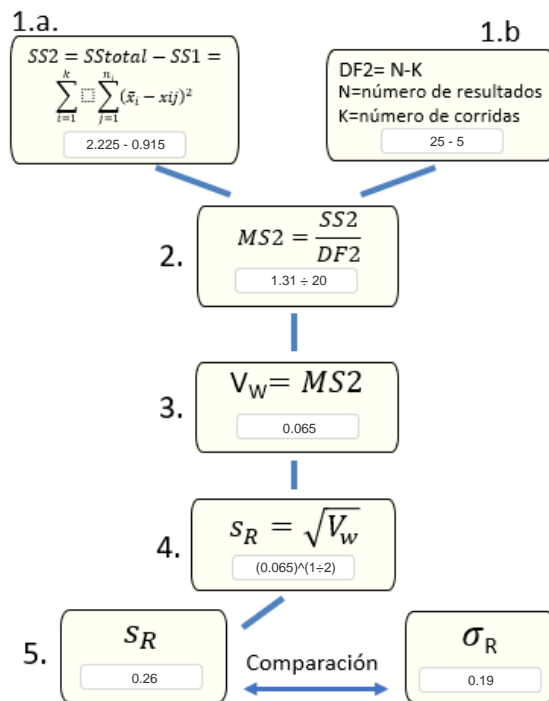 1.a.
SS2 = SStotal − SS1 =
∑_{i=1}^{k} ∑_{j=1}^{n_i} (x̄_i − xij)²
2.225 - 0.915
1.b
DF2= N-K
N=número de resultados
K=número de corridas
25 - 5
2.
MS2 = SS2/DF2
1.31 ÷ 20
3.
V_W= MS2
0.065
4.
s_R = √V_w
(0.065)^(1÷2)
5.
s_R
0.26
Comparación
σ_R
0.19